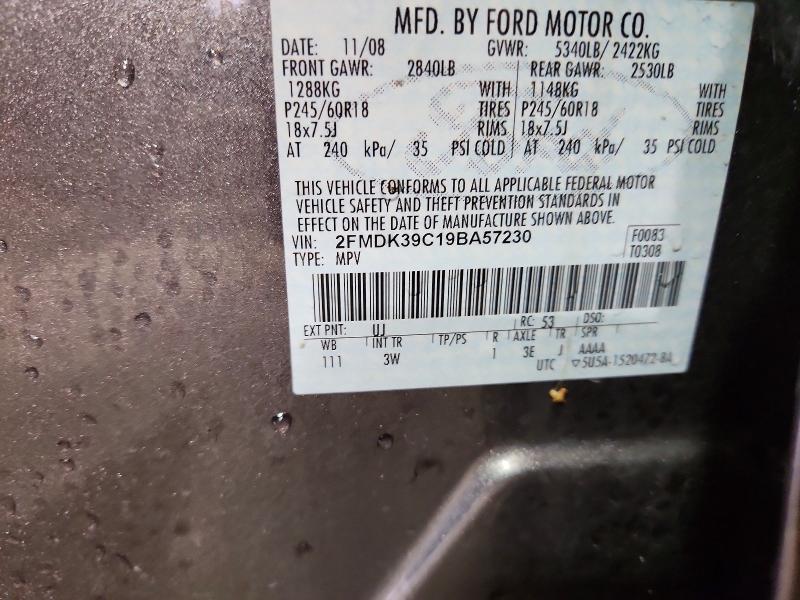 MFD. BY FORD MOTOR CO.
DATE: 11/08 GVWR: 5340LB/ 2422KG
FRONT GAWR: 2840LB REAR GAWR: 2530LB
1288KG WITH 1148KG WITH
P245/60R18 TIRES P245/60R18 TIRES
18x7.5J RIMS 18x7.5J RIMS
AT 240 kPa/ 35 PSI COLD AT 240 kPa/ 35 PSI COLD
THIS VEHICLE CONFORMS TO ALL APPLICABLE FEDERAL MOTOR
VEHICLE SAFETY AND THEFT PREVENTION STANDARDS IN
EFFECT ON THE DATE OF MANUFACTURE SHOWN ABOVE.
VIN: 2FMDK39C19BA57230 F0083
TYPE: MPV T0308
EXT PNT: UJ RC: 53 DSO:
WB INT TR TP/PS R AXLE TR SPR
111 3W 1 3E J AAAA
UTC ▽5U5A-1520472-BA